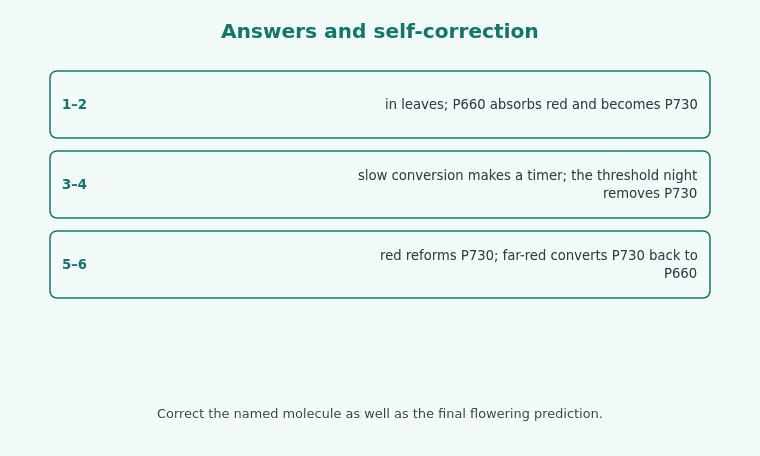 Answers and self-correction
1–2
in leaves; P660 absorbs red and becomes P730
3–4
slow conversion makes a timer; the threshold night
removes P730
5–6
red reforms P730; far-red converts P730 back to
P660
Correct the named molecule as well as the final flowering prediction.